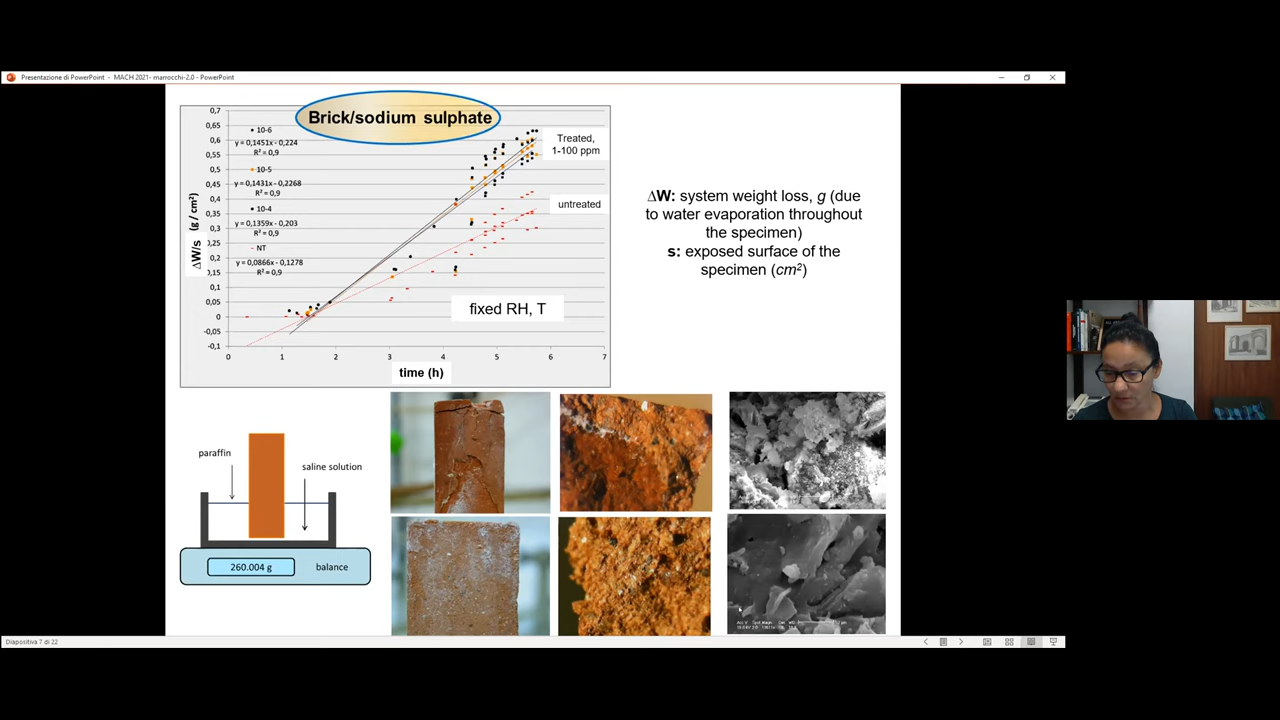 Presentazione di PowerPoint - MACH 2021- marrocchi-2.0 - PowerPoint
Brick/sodium sulphate
0,7
0,65
0,6
0,55
0,5
0,45
0,4
0,35
0,3
0,25
0,2
0,15
0,1
0,05
0
-0,05
-0,1
ΔW/s (g / cm²)
10-6
y = 0,1451x - 0,224
R² = 0,9
10-5
y = 0,1431x - 0,2268
R² = 0,9
10-4
y = 0,1359x - 0,203
R² = 0,9
NT
y = 0,0866x - 0,1278
R² = 0,9
Treated,
1-100 ppm
untreated
fixed RH, T
0 1 2 3 4 5 6 7
time (h)
ΔW: system weight loss, g (due
to water evaporation throughout
the specimen)
s: exposed surface of the
specimen (cm²)
paraffin
saline solution
260.004 g
balance
Diapositiva 7 di 22